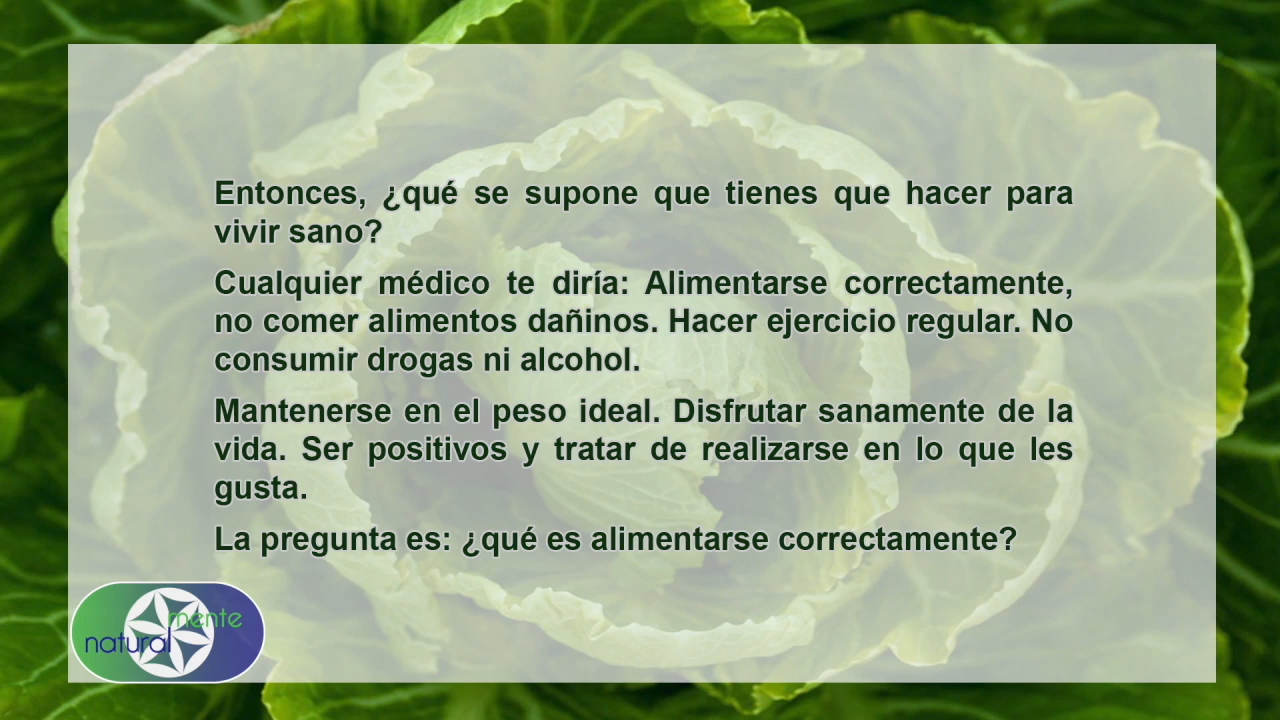 Entonces, ¿qué se supone que tienes que hacer para
vivir sano?
Cualquier médico te diría: Alimentarse correctamente,
no comer alimentos dañinos. Hacer ejercicio regular. No
consumir drogas ni alcohol.
Mantenerse en el peso ideal. Disfrutar sanamente de la
vida. Ser positivos y tratar de realizarse en lo que les
gusta.
La pregunta es: ¿qué es alimentarse correctamente?
natural mente